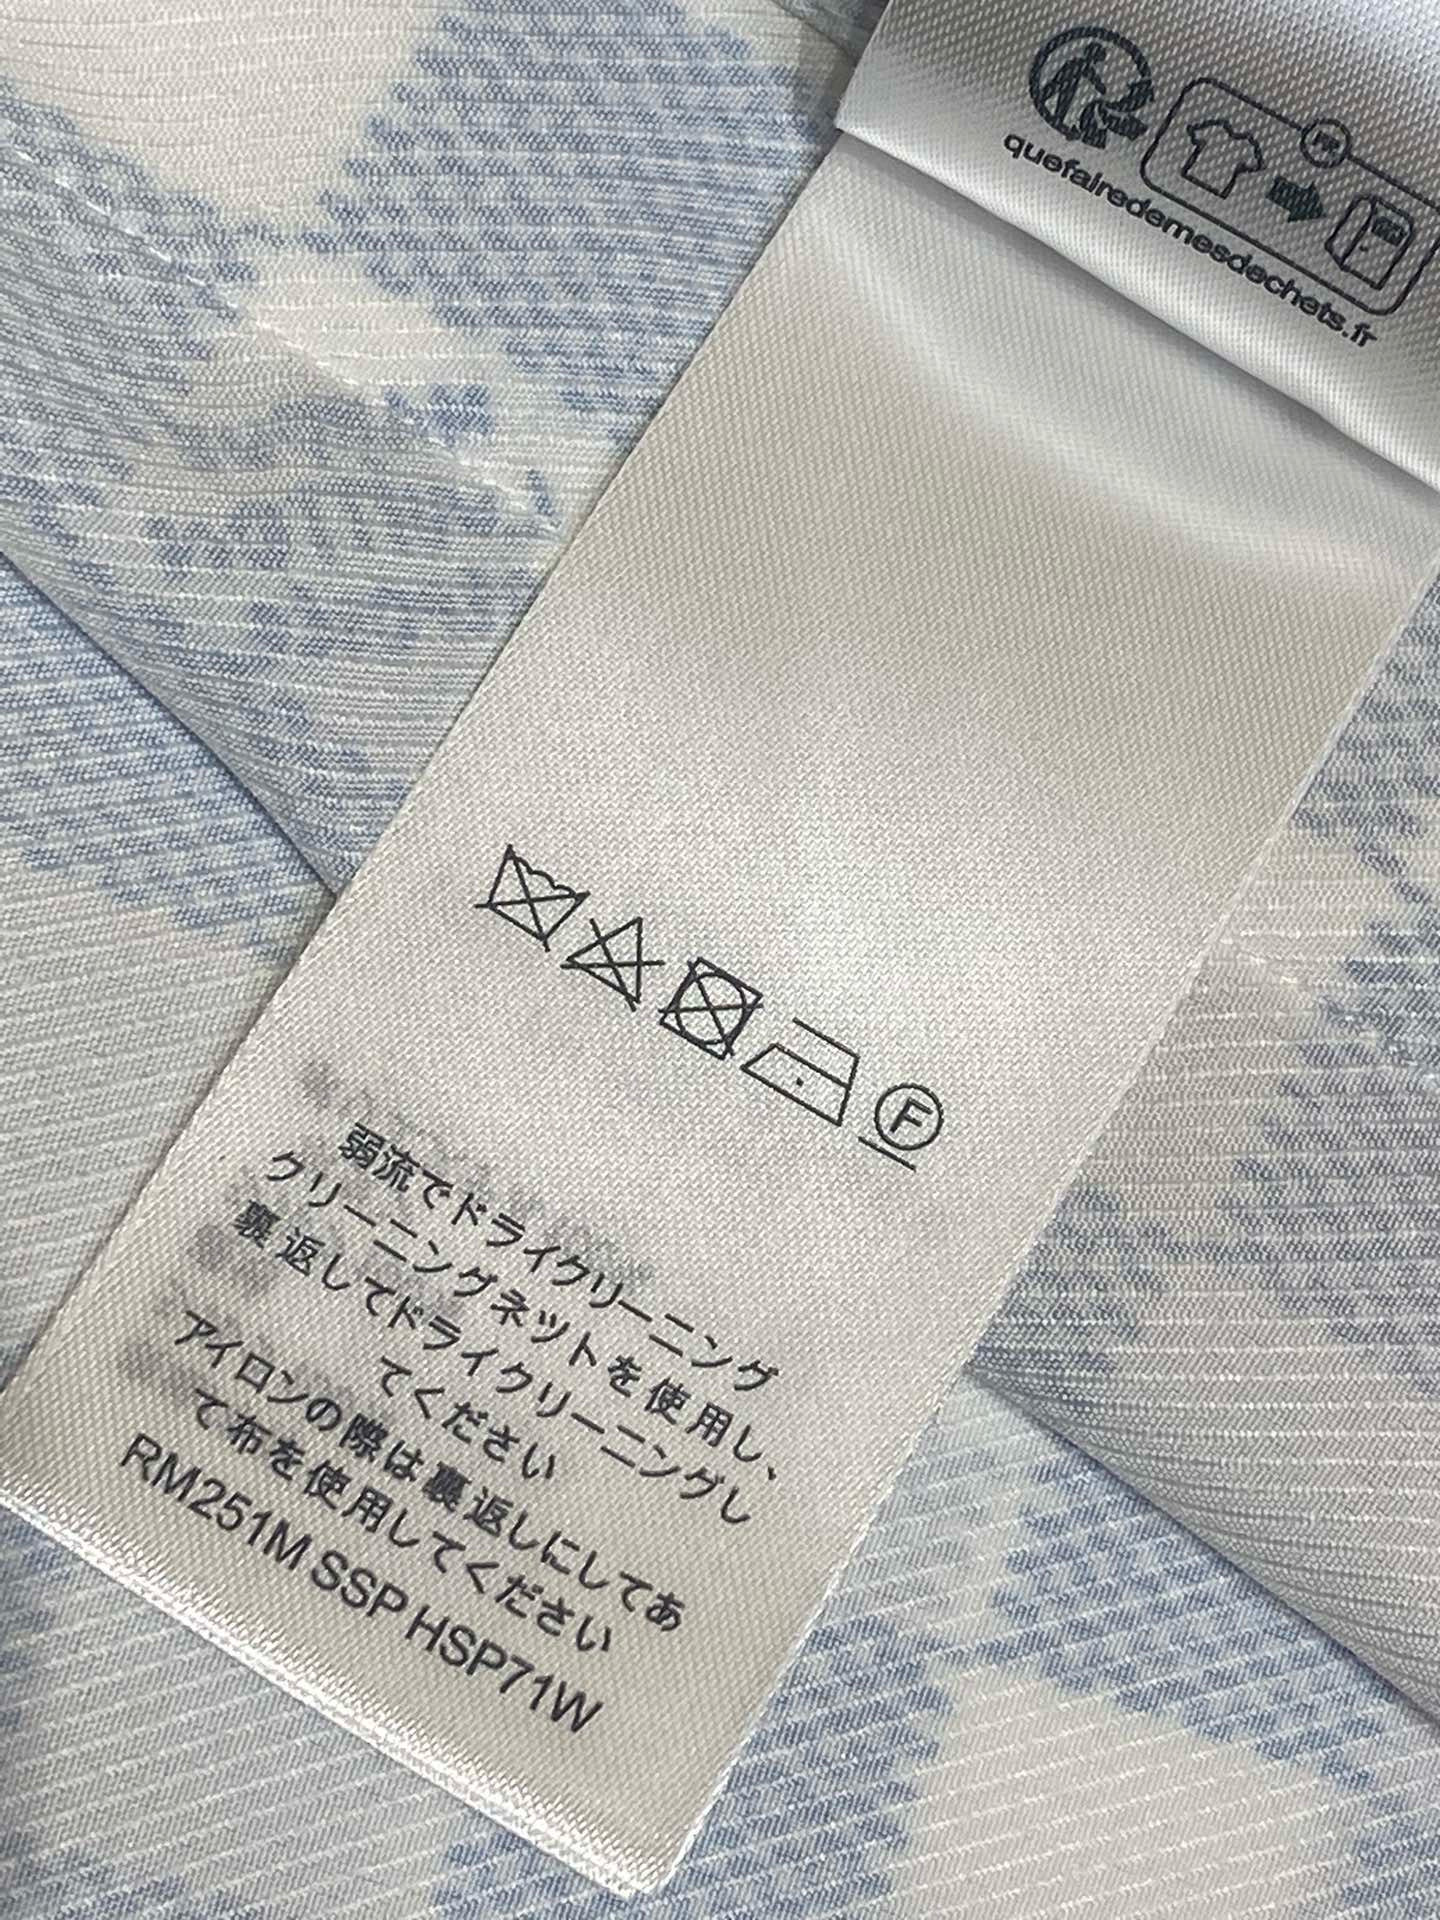 FR
quefairedemesdechets.fr
F
弱流でドライクリーニング
クリーニングネットを使用し、
裏返してドライクリーニングし
てください
アイロンの際は裏返しにしてあ
て布を使用してください
RM251M SSP HSP71W